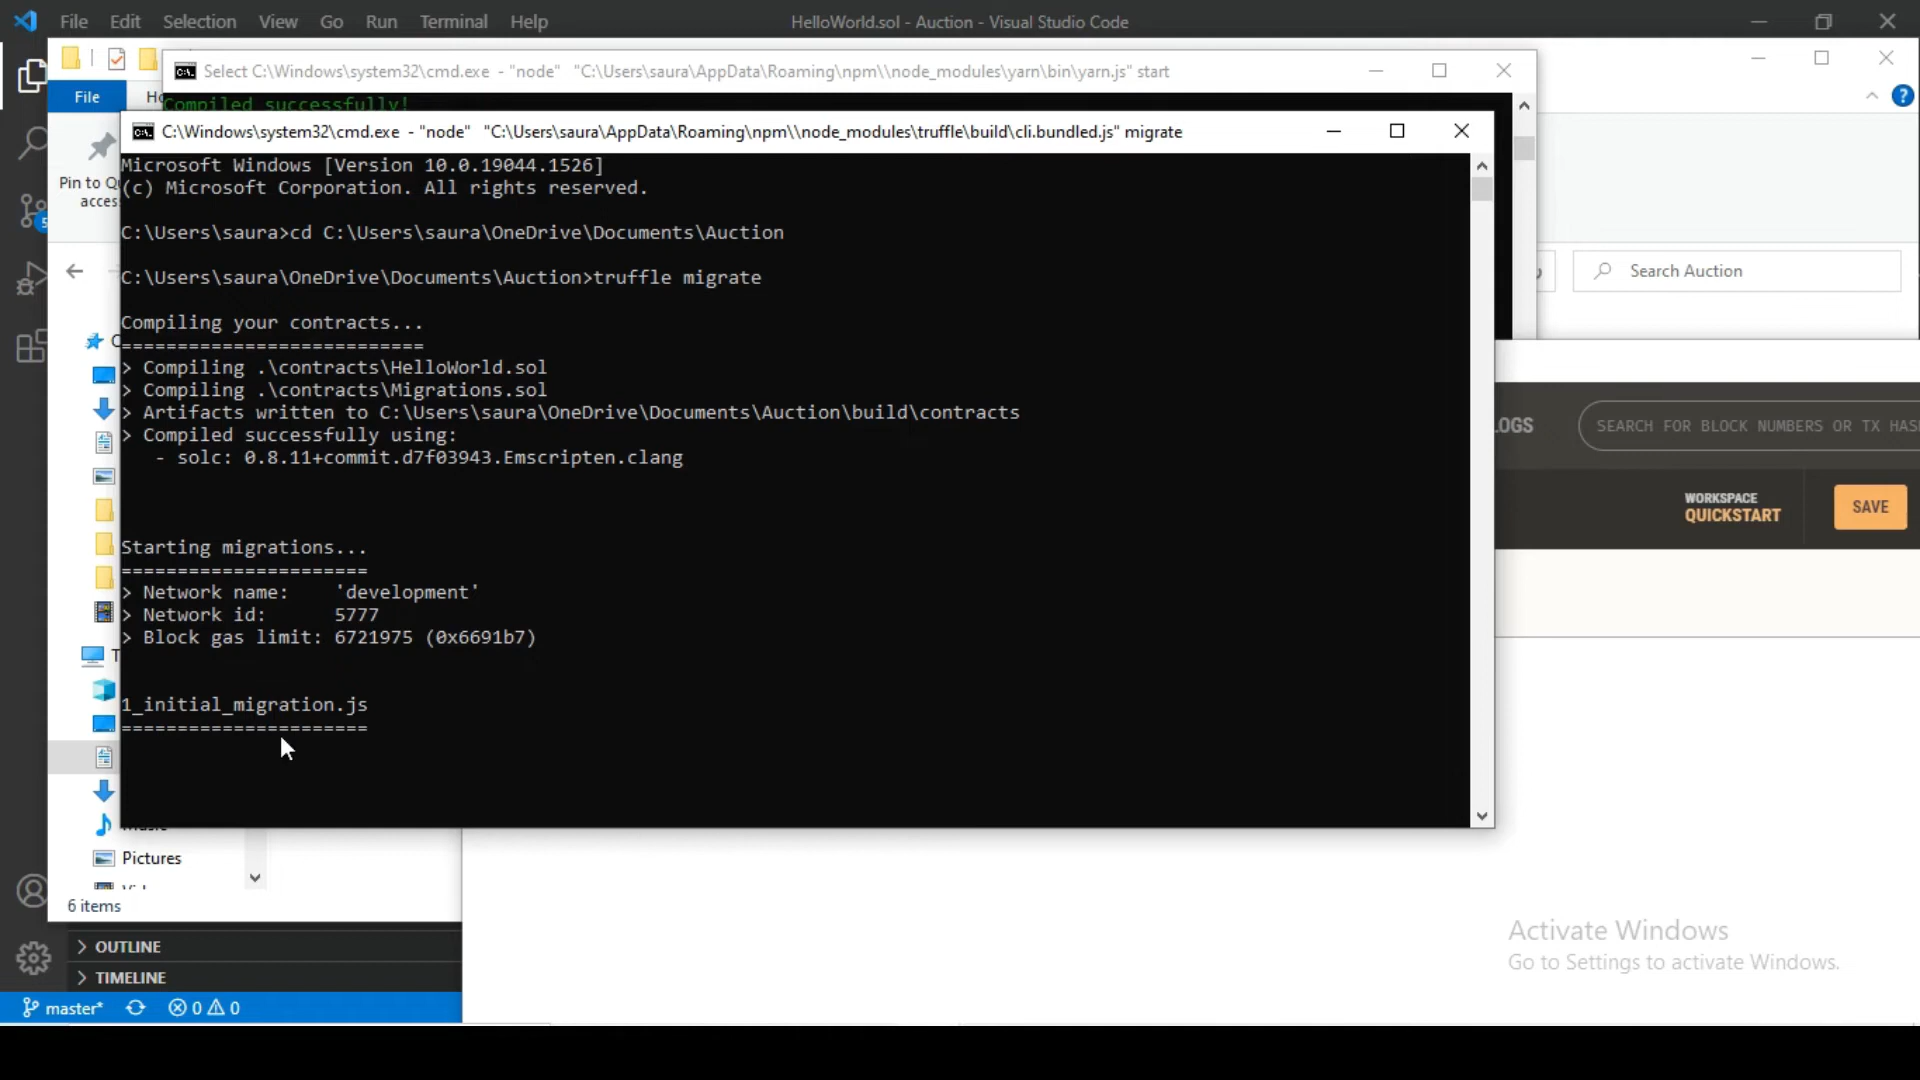 File Edit Selection View Go Run Terminal Help HelloWorld.sol - Auction - Visual Studio Code
Select C:\Windows\system32\cmd.exe - "node" "C:\Users\saura\AppData\Roaming\npm\\node_modules\yarn\bin\yarn.js" start
File
Compiled successfully!
C:\Windows\system32\cmd.exe - "node" "C:\Users\saura\AppData\Roaming\npm\\node_modules\truffle\build\cli.bundled.js" migrate
Microsoft Windows [Version 10.0.19044.1526]
(c) Microsoft Corporation. All rights reserved.
Pin to Q
acces
C:\Users\saura>cd C:\Users\saura\OneDrive\Documents\Auction
C:\Users\saura\OneDrive\Documents\Auction>truffle migrate
Search Auction
Compiling your contracts...
===========================
> Compiling .\contracts\HelloWorld.sol
> Compiling .\contracts\Migrations.sol
> Artifacts written to C:\Users\saura\OneDrive\Documents\Auction\build\contracts
> Compiled successfully using:
- solc: 0.8.11+commit.d7f03943.Emscripten.clang
LOGS
SEARCH FOR BLOCK NUMBERS OR TX HAS
WORKSPACE
QUICKSTART
SAVE
Starting migrations...
======================
> Network name: 'development'
> Network id: 5777
> Block gas limit: 6721975 (0x6691b7)
1_initial_migration.js
======================
Pictures
6 items
OUTLINE
TIMELINE
master* 0 0
Activate Windows
Go to Settings to activate Windows.